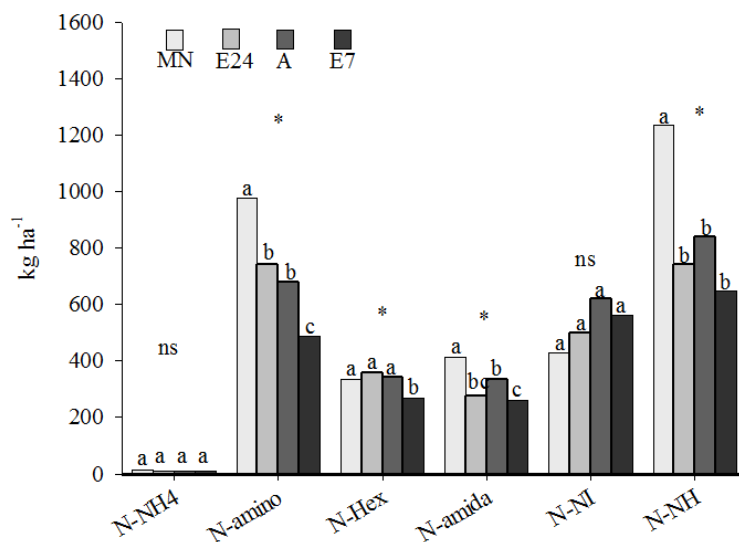 1600
MN E24 A E7
1400
*
1200
a
*
1000
a
kg ha-1
800
b
b
b
b
b
600
ns
a
a
a
a
c
*
*
400
ns
a
a
a
b
a
bc
b
c
200
a a a a
0
N-NH4 N-amino N-Hex N-amida N-NI N-NH